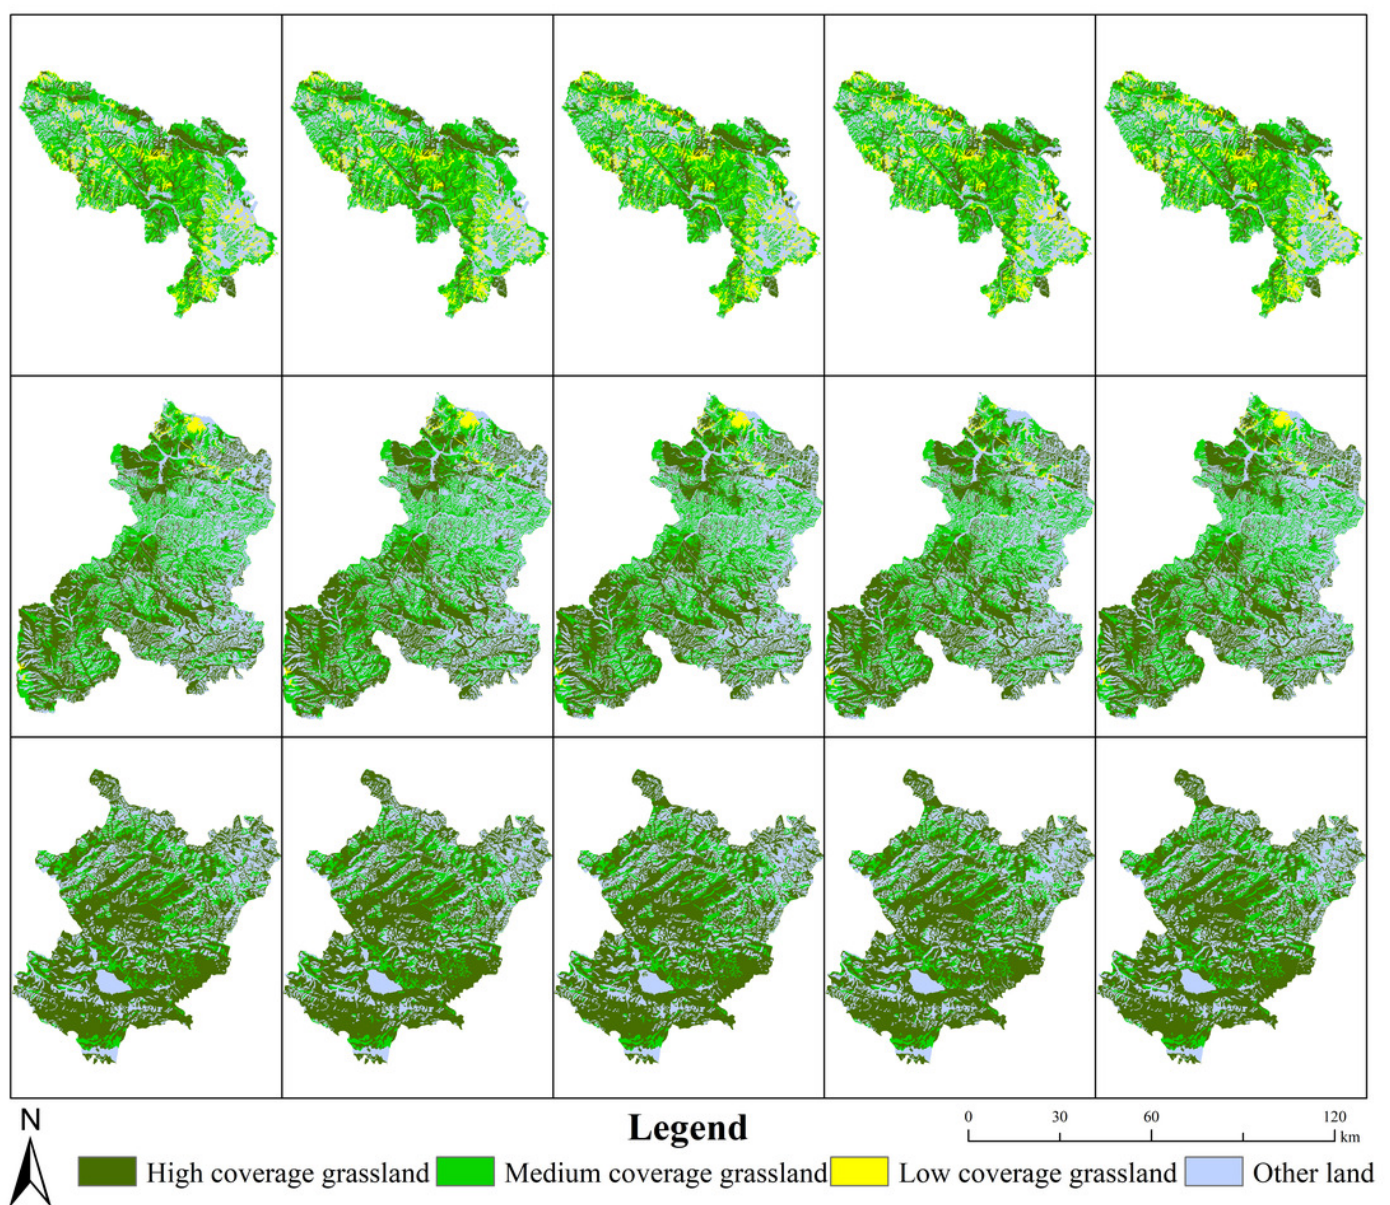 N
Legend
0 30 60 120
km
High coverage grassland Medium coverage grassland Low coverage grassland Other land